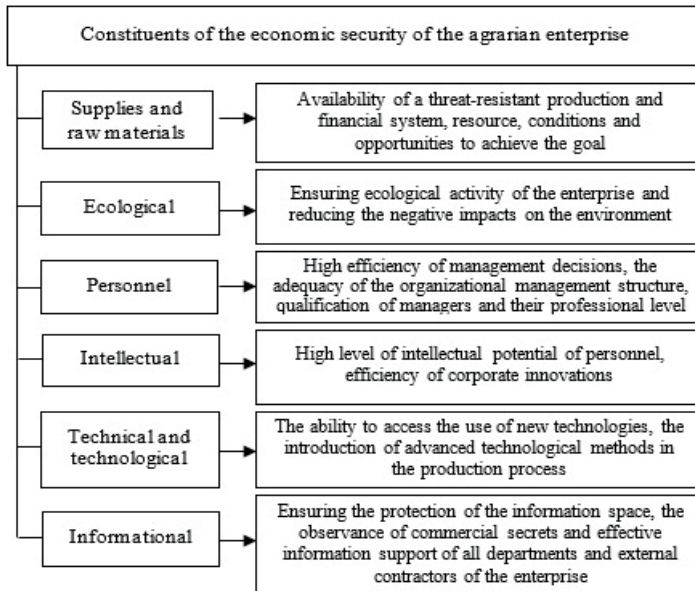 Constituents of the economic security of the agrarian enterprise
Supplies and
raw materials
Availability of a threat-resistant production and
financial system, resource, conditions and
opportunities to achieve the goal
Ecological
Ensuring ecological activity of the enterprise and
reducing the negative impacts on the environment
Personnel
High efficiency of management decisions, the
adequacy of the organizational management structure,
qualification of managers and their professional level
Intellectual
High level of intellectual potential of personnel,
efficiency of corporate innovations
Technical and
technological
The ability to access the use of new technologies, the
introduction of advanced technological methods in
the production process
Informational
Ensuring the protection of the information space, the
observance of commercial secrets and effective
information support of all departments and external
contractors of the enterprise